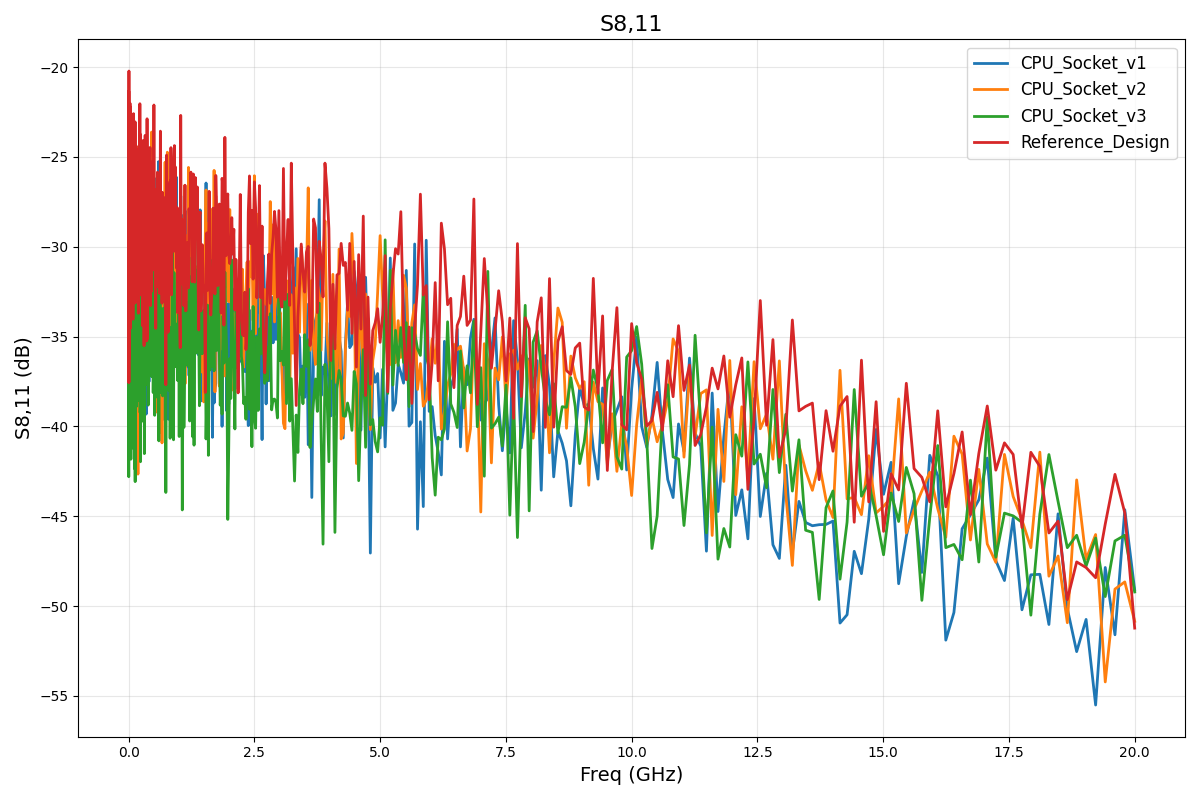 S8,11
CPU_Socket_v1
CPU_Socket_v2
CPU_Socket_v3
Reference_Design
S8,11 (dB)
−20
−25
−30
−35
−40
−45
−50
−55
0.0 2.5 5.0 7.5 10.0 12.5 15.0 17.5 20.0
Freq (GHz)